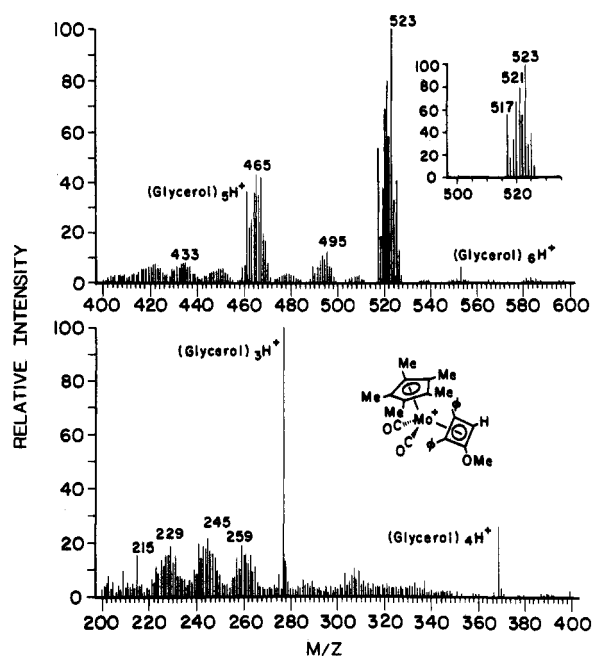 RELATIVE INTENSITY
100
80
60
40
20
0
523
(Glycerol) 5H+
465
433
495
(Glycerol) 6H+
400 420 440 460 480 500 520 540 560 580 600
100
80
60
40
20
0
523
521
517
500 520
100
80
60
40
20
0
(Glycerol) 3H+
215
229
245
259
(Glycerol) 4H+
Me
Me
Me
Me
Me
Mo+
OC
OC
ϕ
H
ϕ
OMe
200 220 240 260 280 300 320 340 360 380 400
M/Z